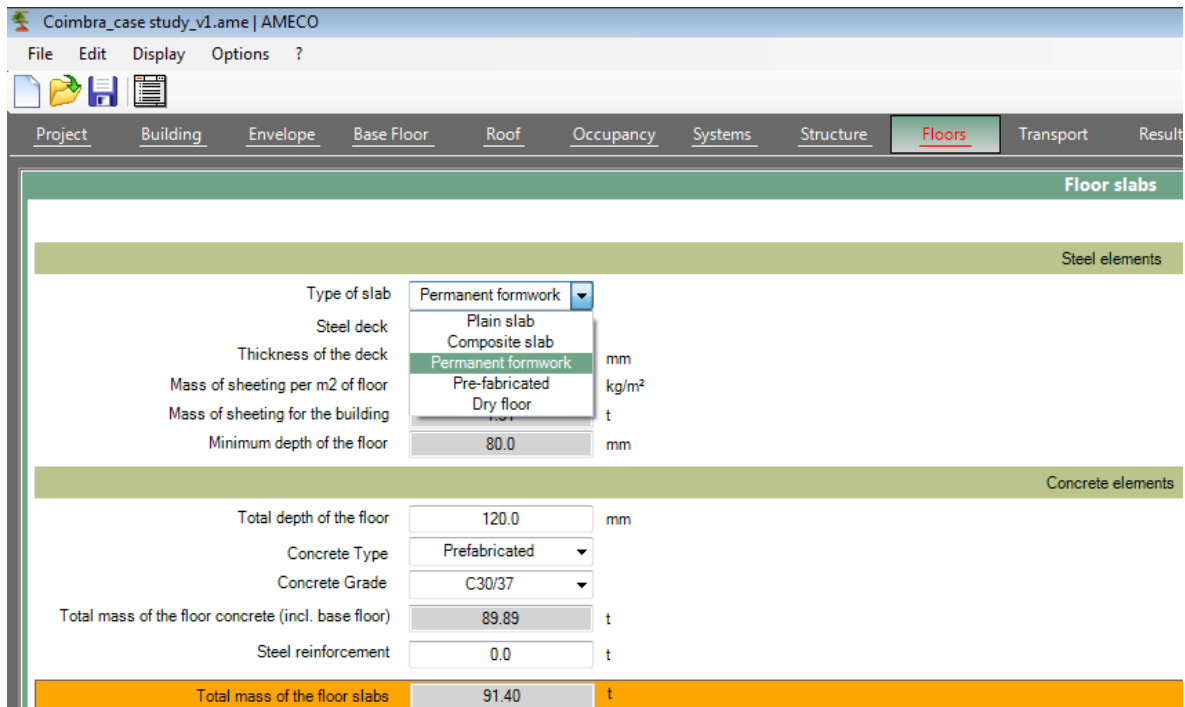 Coimbra_case study_v1.ame | AMECO
File Edit Display Options ?
Project Building Envelope Base Floor Roof Occupancy Systems Structure Floors Transport Result
Floor slabs
Steel elements
Type of slab Permanent formwork
Steel deck Plain slab
Composite slab
Thickness of the deck Permanent formwork mm
Mass of sheeting per m2 of floor Pre-fabricated kg/m²
Dry floor
Mass of sheeting for the building t
Minimum depth of the floor 80.0 mm
Concrete elements
Total depth of the floor 120.0 mm
Concrete Type Prefabricated
Concrete Grade C30/37
Total mass of the floor concrete (incl. base floor) 89.89 t
Steel reinforcement 0.0 t
Total mass of the floor slabs 91.40 t